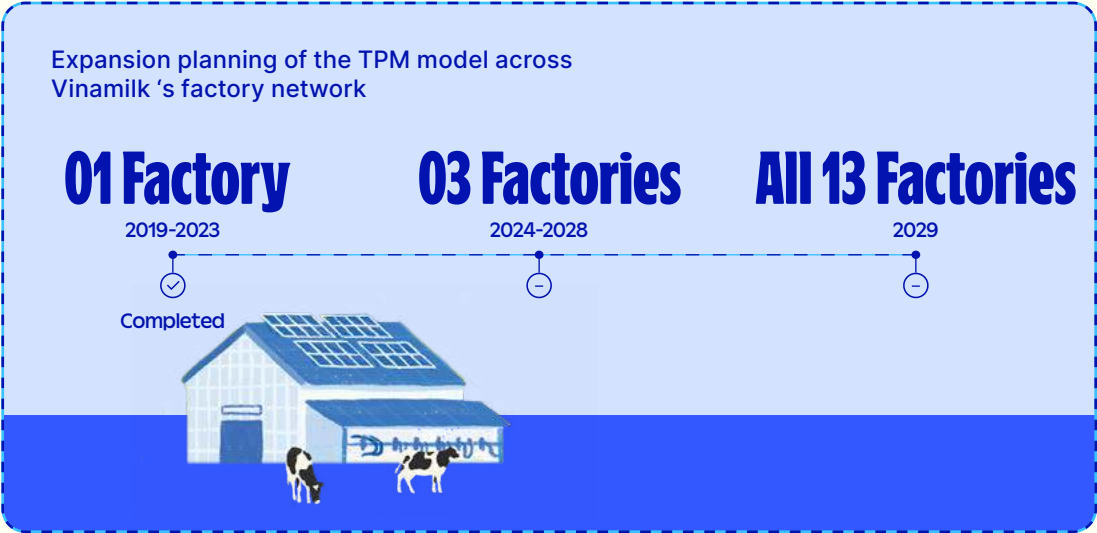 Expansion planning of the TPM model across
Vinamilk ‘s factory network
01 Factory
03 Factories
All 13 Factories
2019-2023
2024-2028
2029
Completed